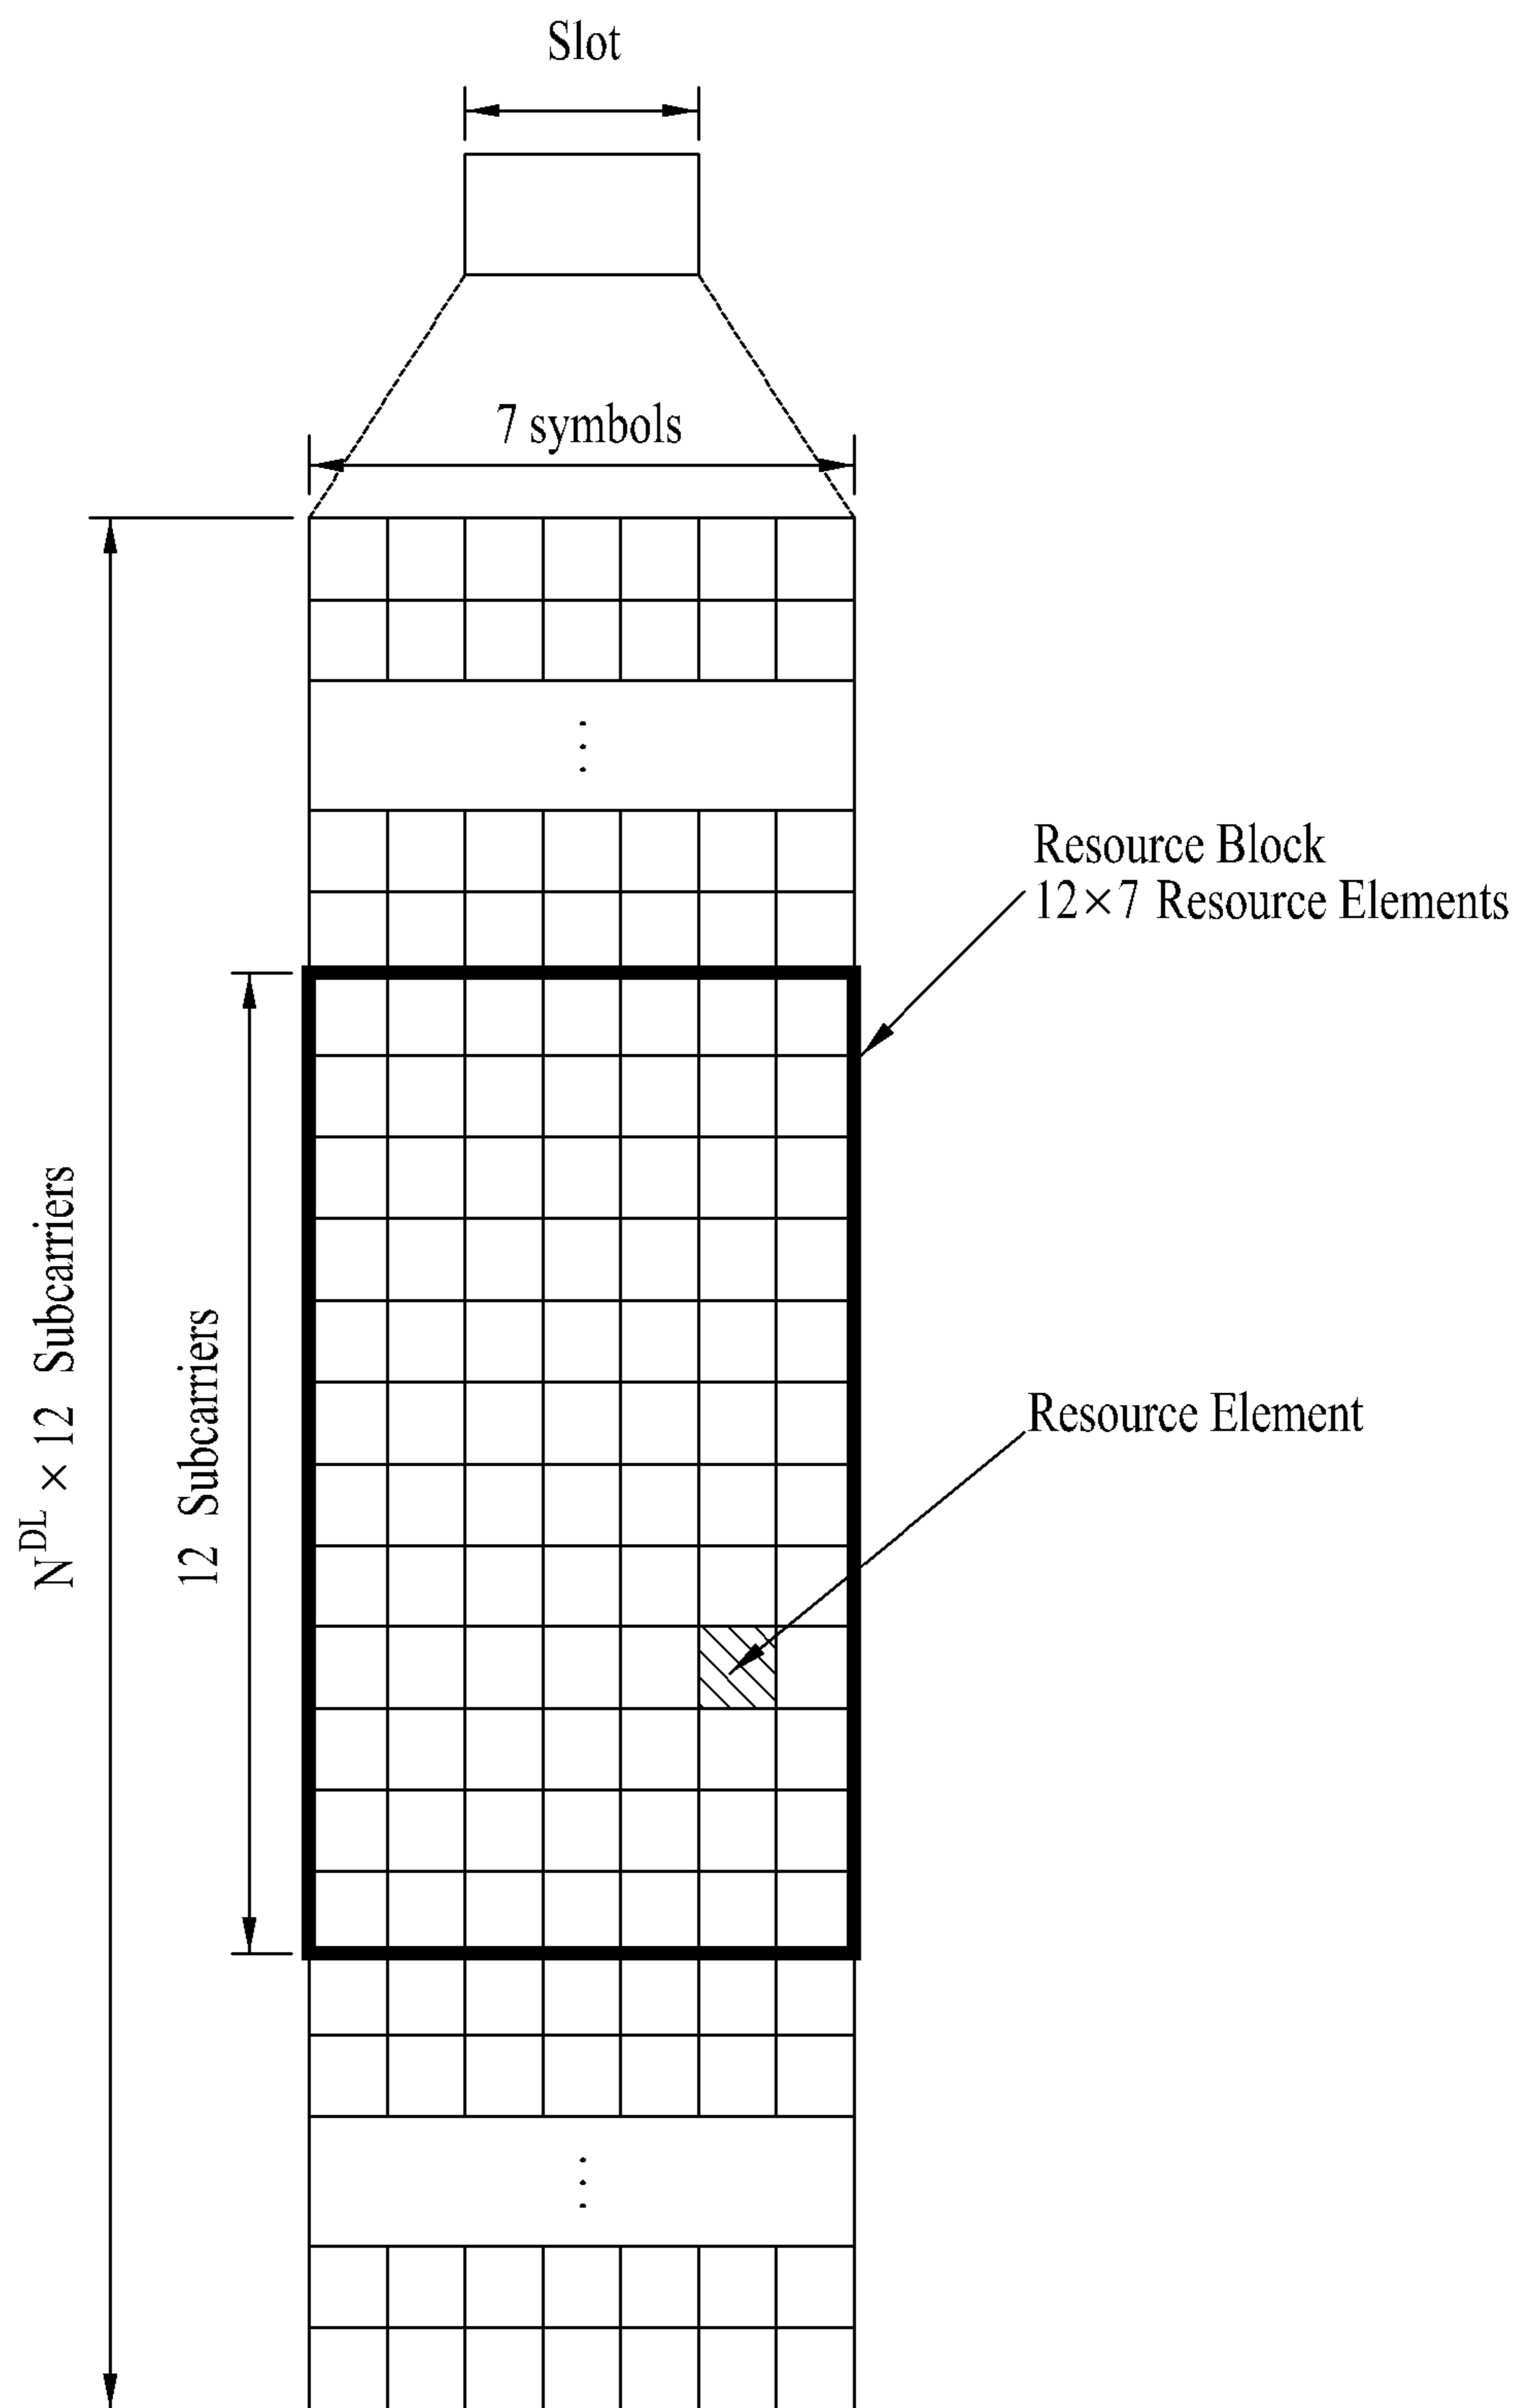 Slot
7 symbols
Resource Block
12×7 Resource Elements
N^DL × 12 Subcarriers
12 Subcarriers
Resource Element